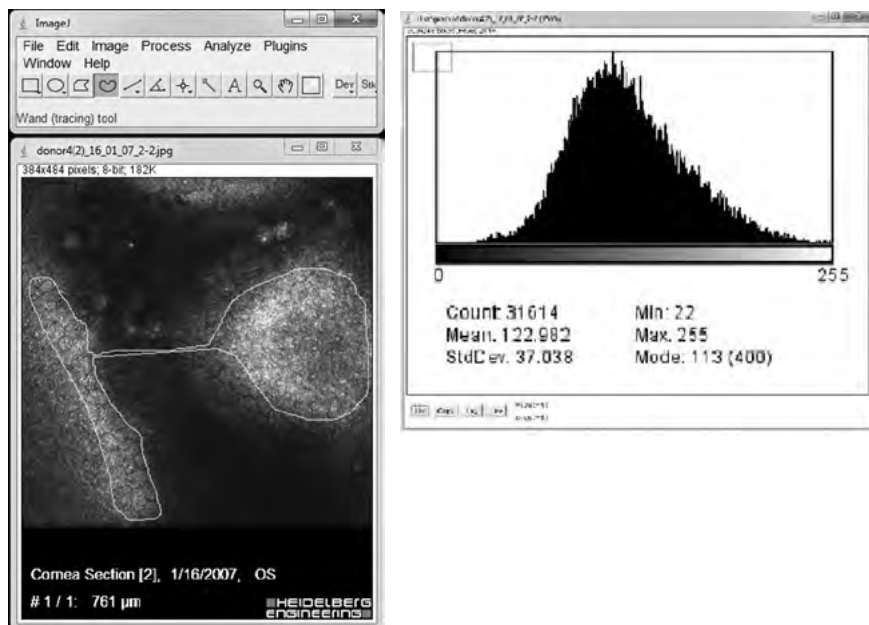 ImageJ
File Edit Image Process Analyze Plugins
Window Help
A Dev Stk
Wand (tracing) tool
donor4(2)_16_01_07_2-2.jpg
384x484 pixels; 8-bit; 182K
Cornea Section [2], 1/16/2007, OS
# 1 / 1: 761 µm
HEIDELBERG
ENGINEERING
0 255
Count: 31614 Min: 22
Mean: 122.982 Max: 255
StdDev: 37.038 Mode: 113 (400)